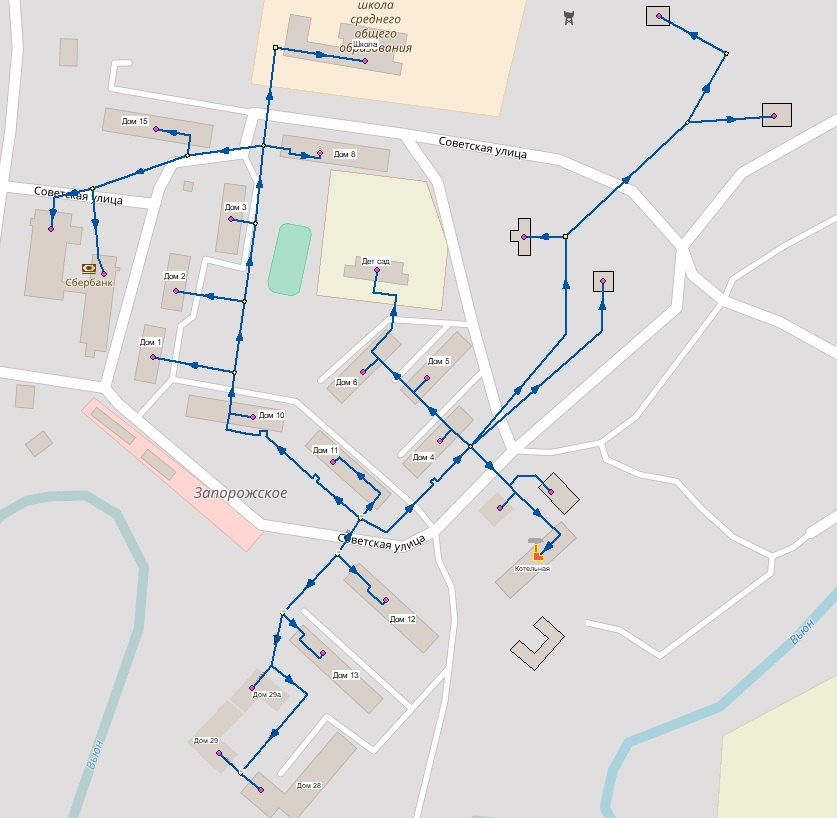 школа
среднего
общего
образования
Школа
Дом 15
Дом 8
Советская улица
Советская улица
Дом 3
Сбербанк
Дом 2
Дет сад
Дом 1
Дом 5
Дом 6
Дом 10
Дом 11
Дом 4
Запорожское
Советская улица
Котельная
Дом 12
Вьюн
Дом 13
Дом 29а
Дом 29
Вьюн
Дом 28